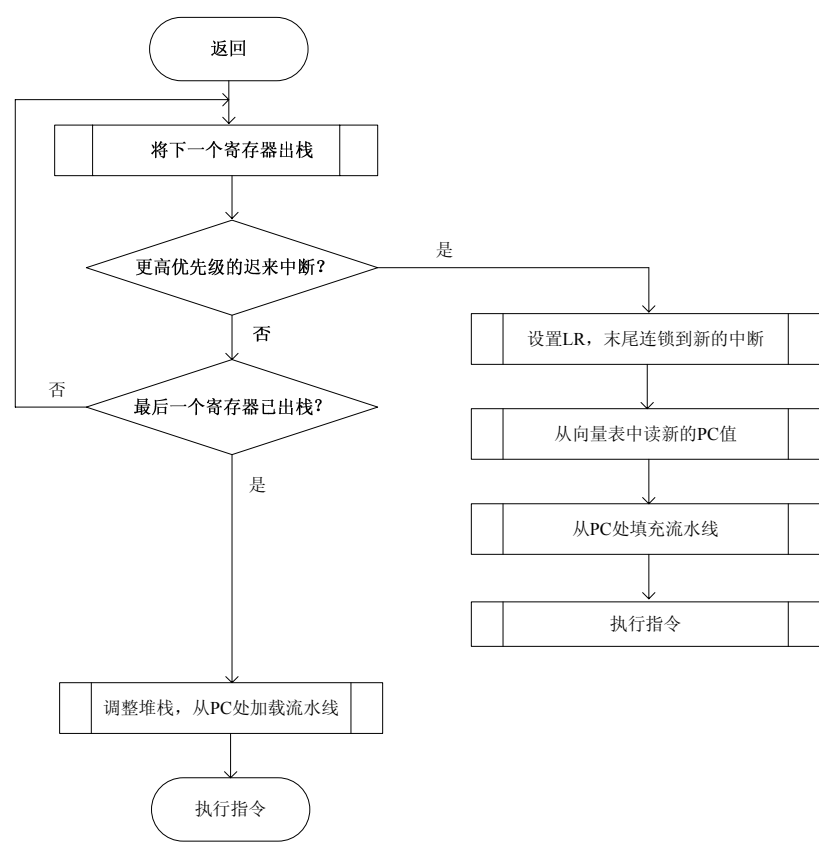 返回
将下一个寄存器出栈
更高优先级的迟来中断？
是
否
设置LR，末尾连锁到新的中断
否
最后一个寄存器已出栈？
从向量表中读新的PC值
是
从PC处填充流水线
执行指令
调整堆栈，从PC处加载流水线
执行指令